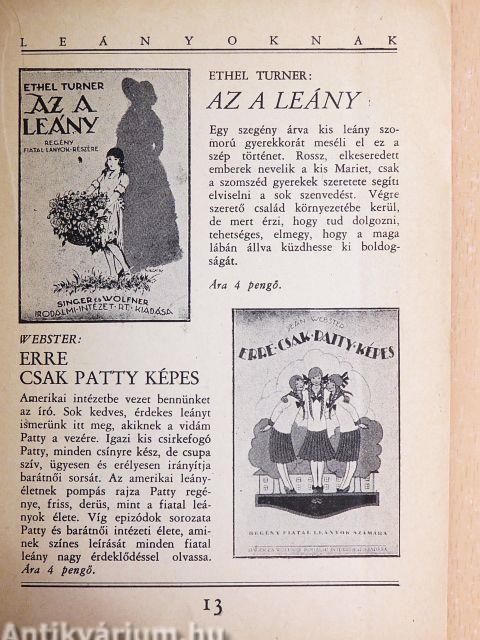 LEÁNYOKNAK
ETHEL TURNER
AZ A
LEÁNY
REGÉNY
FIATAL LÁNYOK RÉSZÉRE
SINGER ÉS WOLFNER
IRODALMI-INTÉZET RT. KIADÁSA
ETHEL TURNER:
AZ A LEÁNY
Egy szegény árva kis leány szo-
morú gyerekkorát meséli el ez a
szép történet. Rossz, elkeseredett
emberek nevelik a kis Mariet, csak
a szomszéd gyerekek szeretete segíti
elviselni a sok szenvedést. Végre
szerető család környezetébe kerül,
de mert érzi, hogy tud dolgozni,
tehetséges, elmegy, hogy a maga
lábán állva küzdhesse ki boldog-
ságát.
Ára 4 pengő.
WEBSTER:
ERRE
CSAK PATTY KÉPES
Amerikai intézetbe vezet bennünket
az író. Sok kedves, érdekes leányt
ismerünk itt meg, akiknek a vidám
Patty a vezére. Igazi kis csirkefogó
Patty, minden csínyre kész, de csupa
szív, ügyesen és erélyesen irányítja
barátnői sorsát. Az amerikai leány-
életnek pompás rajza Patty regé-
nye, friss, derüs, mint a fiatal leá-
nyok élete. Víg epizódok sorozata
Patty és barátnői intézeti élete, ami-
nek színes leírását minden fiatal
leány nagy érdeklődéssel olvassa.
Ára 4 pengő.
JEAN WEBSTER
ERRE·CSAK·PATTY·KÉPES
REGÉNY FIATAL LEÁNYOK SZÁMÁRA
13
Antikvárium.hu